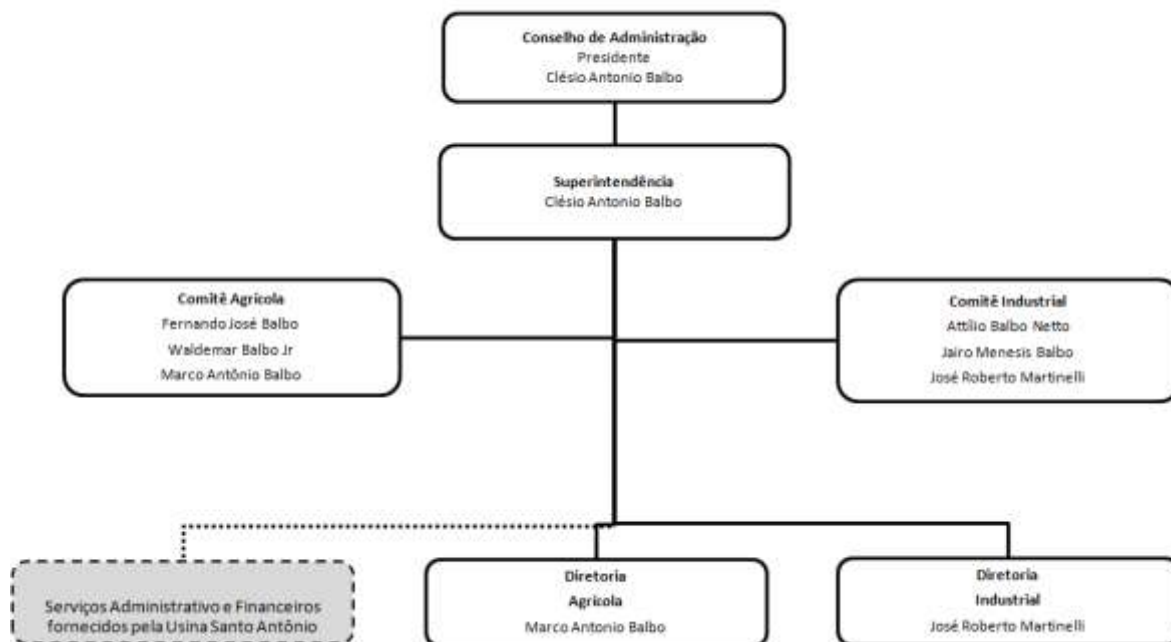 Conselho de Administração
Presidente
Clésio Antonio Balbo
Superintendência
Clésio Antonio Balbo
Comitê Agrícola
Fernando José Balbo
Waldemar Balbo Jr
Marco Antônio Balbo
Comitê Industrial
Attílio Balbo Netto
Jairo Menesis Balbo
José Roberto Martinelli
Serviços Administrativo e Financeiros
fornecidos pela Usina Santo Antônio
Diretoria
Agrícola
Marco Antonio Balbo
Diretoria
Industrial
José Roberto Martinelli